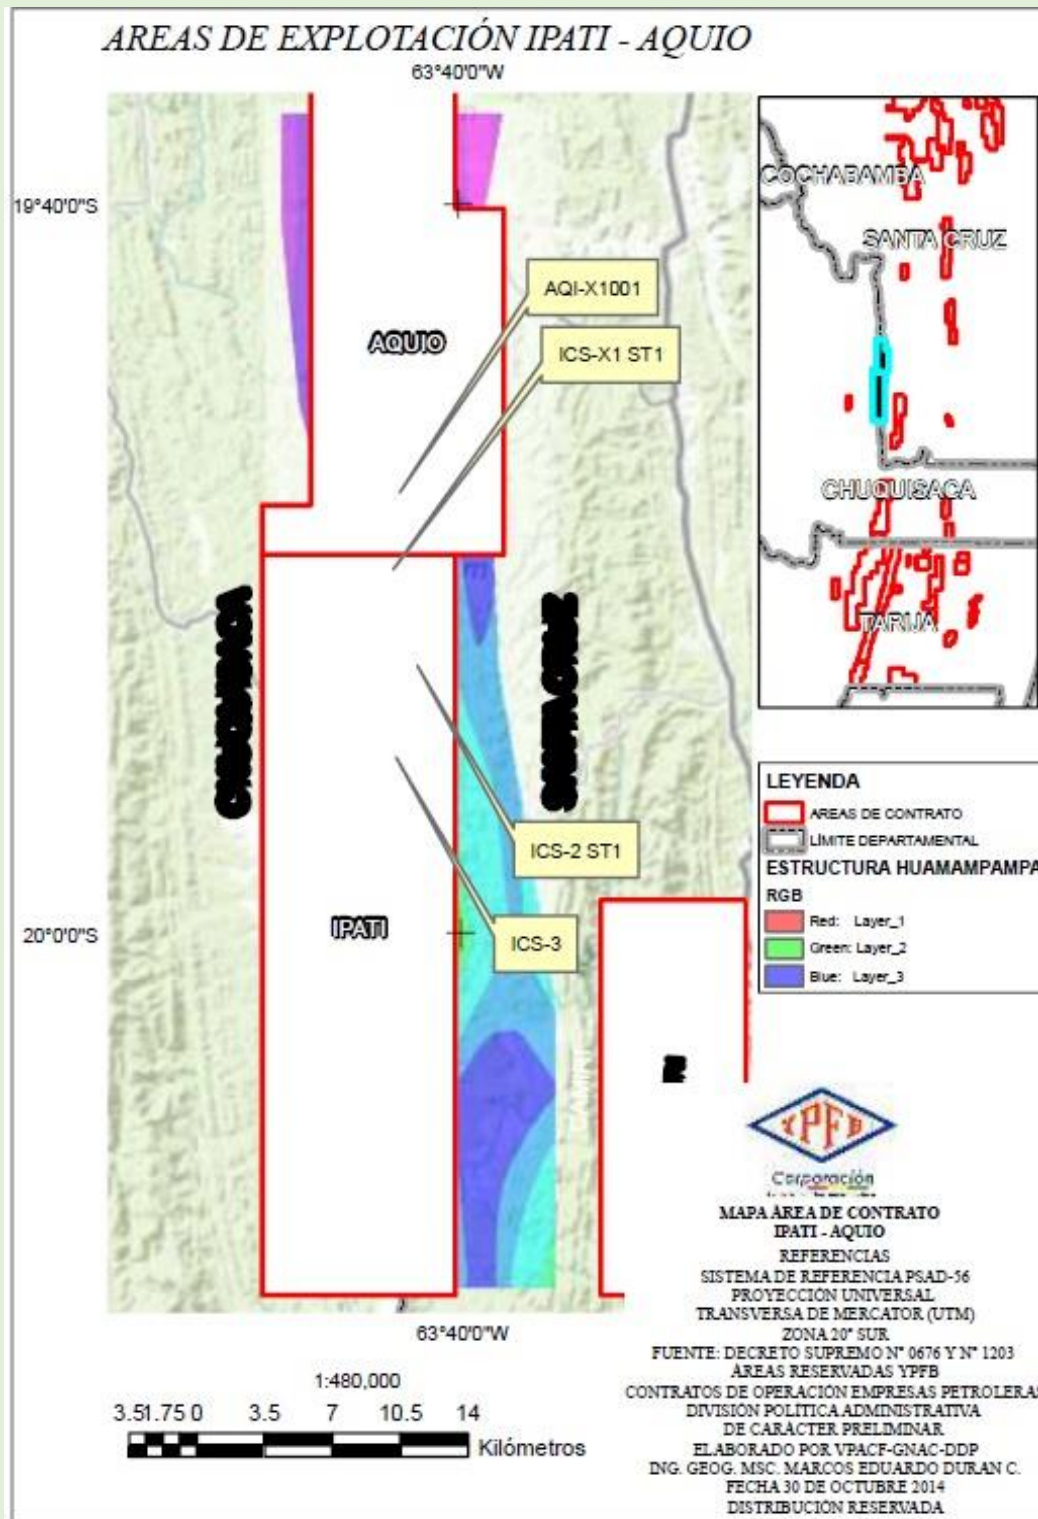 AREAS DE EXPLOTACIÓN IPATI - AQUIO
63°40'0"W
19°40'0"S
AQI-X1001
AQUIO
ICS-X1 ST1
ICS-2 ST1
IPATI
20°0'0"S
ICS-3
63°40'0"W
1:480,000
3.51.75 0 3.5 7 10.5 14
Kilómetros
COCHABAMBA
SANTA CRUZ
CHUQUISACA
TARIJA
LEYENDA
AREAS DE CONTRATO
LÍMITE DEPARTAMENTAL
ESTRUCTURA HUAMAMPAMPA
RGB
Red: Layer_1
Green: Layer_2
Blue: Layer_3
YPFB
Corporación
MAPA ÁREA DE CONTRATO
IPATI - AQUIO
REFERENCIAS
SISTEMA DE REFERENCIA PSAD-56
PROYECCIÓN UNIVERSAL
TRANSVERSA DE MERCATOR (UTM)
ZONA 20° SUR
FUENTE: DECRETO SUPREMO N° 0676 Y N° 1203
ÁREAS RESERVADAS YPFB
CONTRATOS DE OPERACIÓN EMPRESAS PETROLERAS
DIVISIÓN POLÍTICA ADMINISTRATIVA
DE CARÁCTER PRELIMINAR
ELABORADO POR VPACF-GNAC-DDP
ING. GEOG. MSC. MARCOS EDUARDO DURAN C.
FECHA 30 DE OCTUBRE 2014
DISTRIBUCIÓN RESERVADA